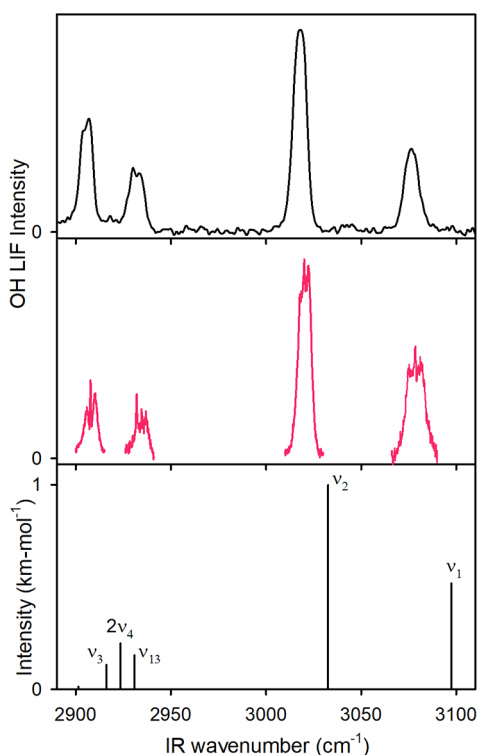 OH LIF Intensity
0
0
Intensity (km-mol⁻¹)
1
0
ν₃
2ν₄
ν₁₃
ν₂
ν₁
2900 2950 3000 3050 3100
IR wavenumber (cm⁻¹)